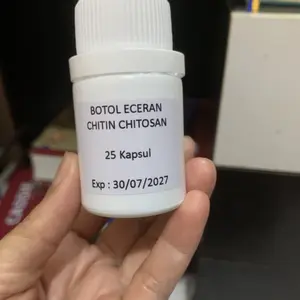 BOTOL ECERAN
CHITIN CHITOSAN
25 Kapsul
Exp : 30/07/2027